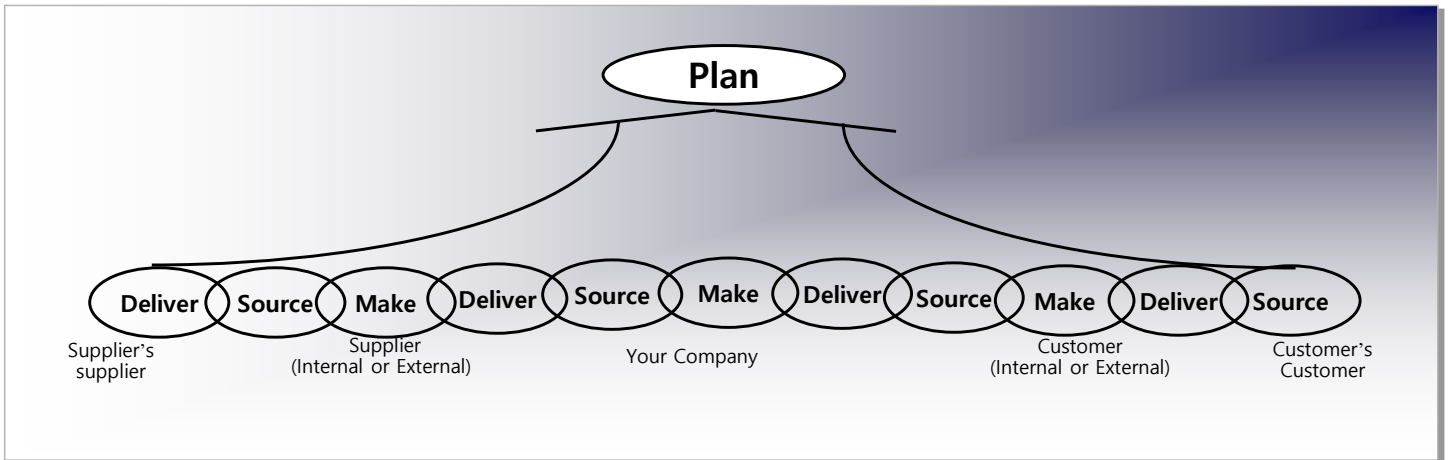 Plan
Deliver Source Make Deliver Source Make Deliver Source Make Deliver Source
Supplier's
supplier
Supplier
(Internal or External)
Your Company
Customer
(Internal or External)
Customer's
Customer